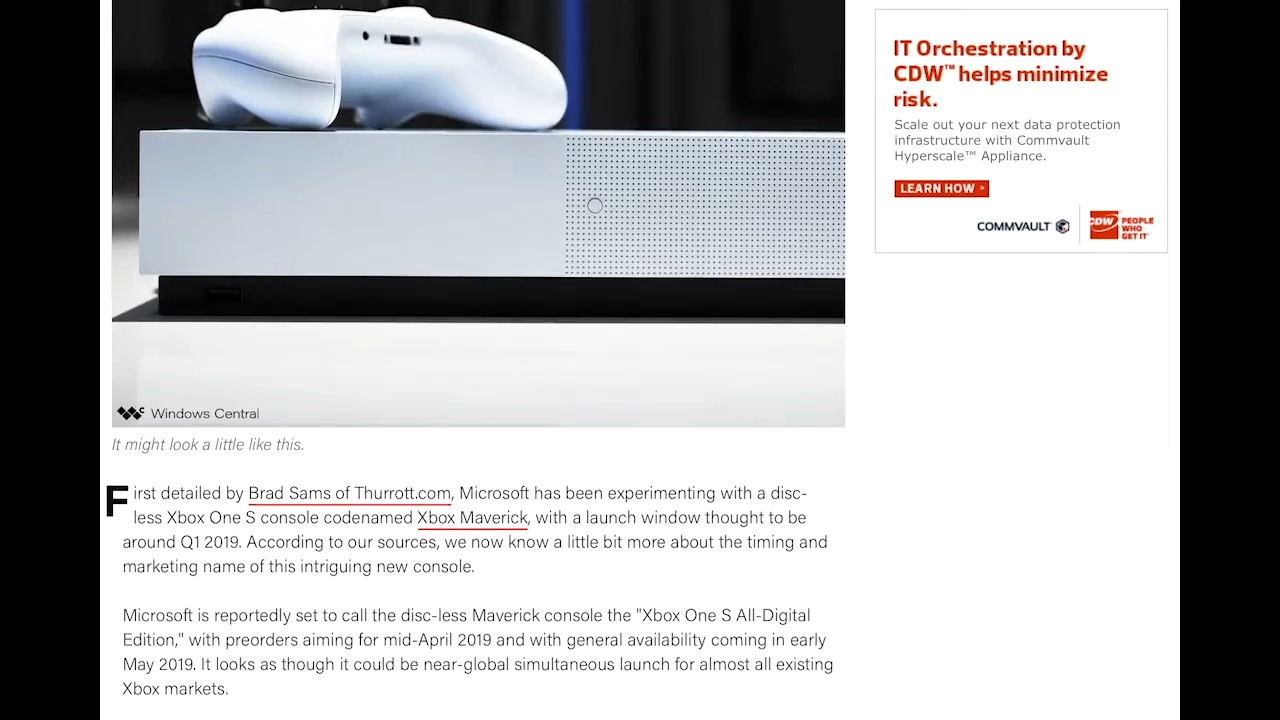 IT Orchestration by
CDW™ helps minimize
risk.
Scale out your next data protection
infrastructure with Commvault
Hyperscale™ Appliance.
LEARN HOW >
COMMVAULT
CDW
PEOPLE
WHO
GET IT
Windows Central
It might look a little like this.
First detailed by Brad Sams of Thurrott.com, Microsoft has been experimenting with a disc-
less Xbox One S console codenamed Xbox Maverick, with a launch window thought to be
around Q1 2019. According to our sources, we now know a little bit more about the timing and
marketing name of this intriguing new console.
Microsoft is reportedly set to call the disc-less Maverick console the "Xbox One S All-Digital
Edition," with preorders aiming for mid-April 2019 and with general availability coming in early
May 2019. It looks as though it could be near-global simultaneous launch for almost all existing
Xbox markets.